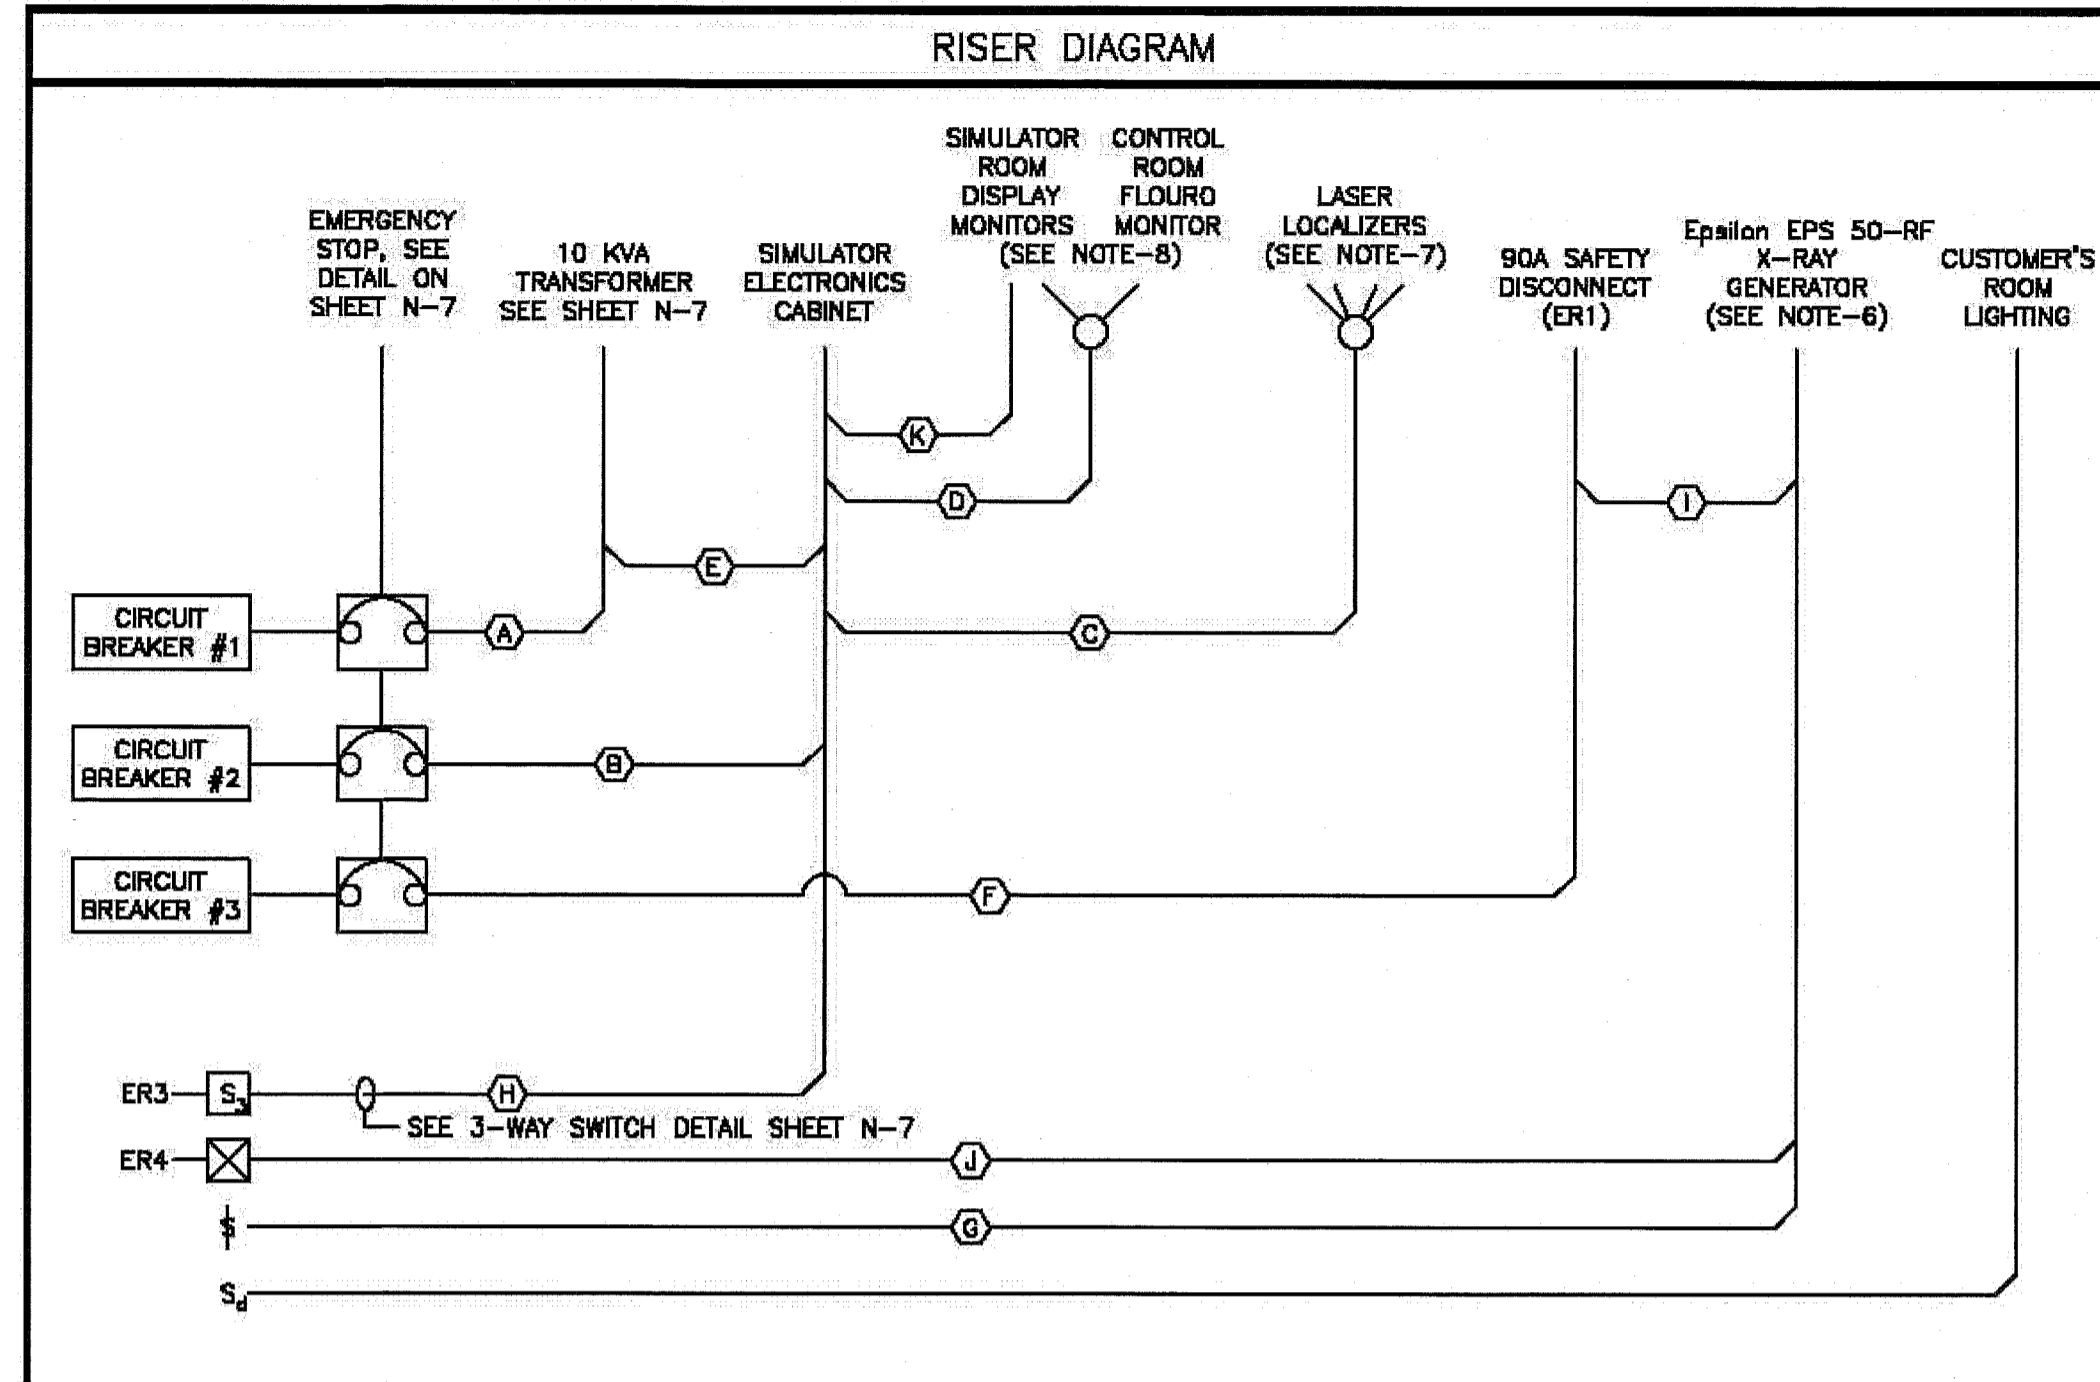 RISER DIAGRAM
EMERGENCY
STOP, SEE
DETAIL ON
SHEET N-7
10 KVA
TRANSFORMER
SEE SHEET N-7
SIMULATOR
ELECTRONICS
CABINET
SIMULATOR
ROOM
DISPLAY
MONITORS
CONTROL
ROOM
FLOURO
MONITOR
(SEE NOTE-8)
LASER
LOCALIZERS
(SEE NOTE-7)
90A SAFETY
DISCONNECT
(ER1)
Epsilon EPS 50-RF
X-RAY
GENERATOR
(SEE NOTE-6)
CUSTOMER'S
ROOM
LIGHTING
K
D
I
E
CIRCUIT
BREAKER #1
A
C
CIRCUIT
BREAKER #2
B
CIRCUIT
BREAKER #3
F
ER3
S3
H
SEE 3-WAY SWITCH DETAIL SHEET N-7
ER4
J
G
Sd